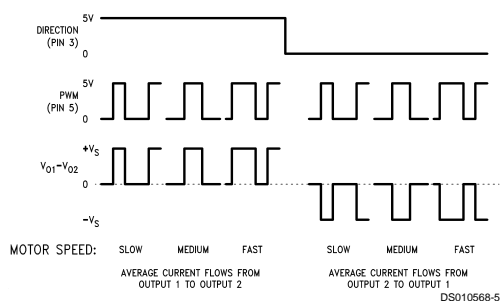 DIRECTION
(PIN 3)
5V
0
PWM
(PIN 5)
5V
0
+VS
VO1–VO2
0
–VS
MOTOR SPEED: SLOW MEDIUM FAST SLOW MEDIUM FAST
AVERAGE CURRENT FLOWS FROM
OUTPUT 1 TO OUTPUT 2
AVERAGE CURRENT FLOWS FROM
OUTPUT 2 TO OUTPUT 1
DS010568-5